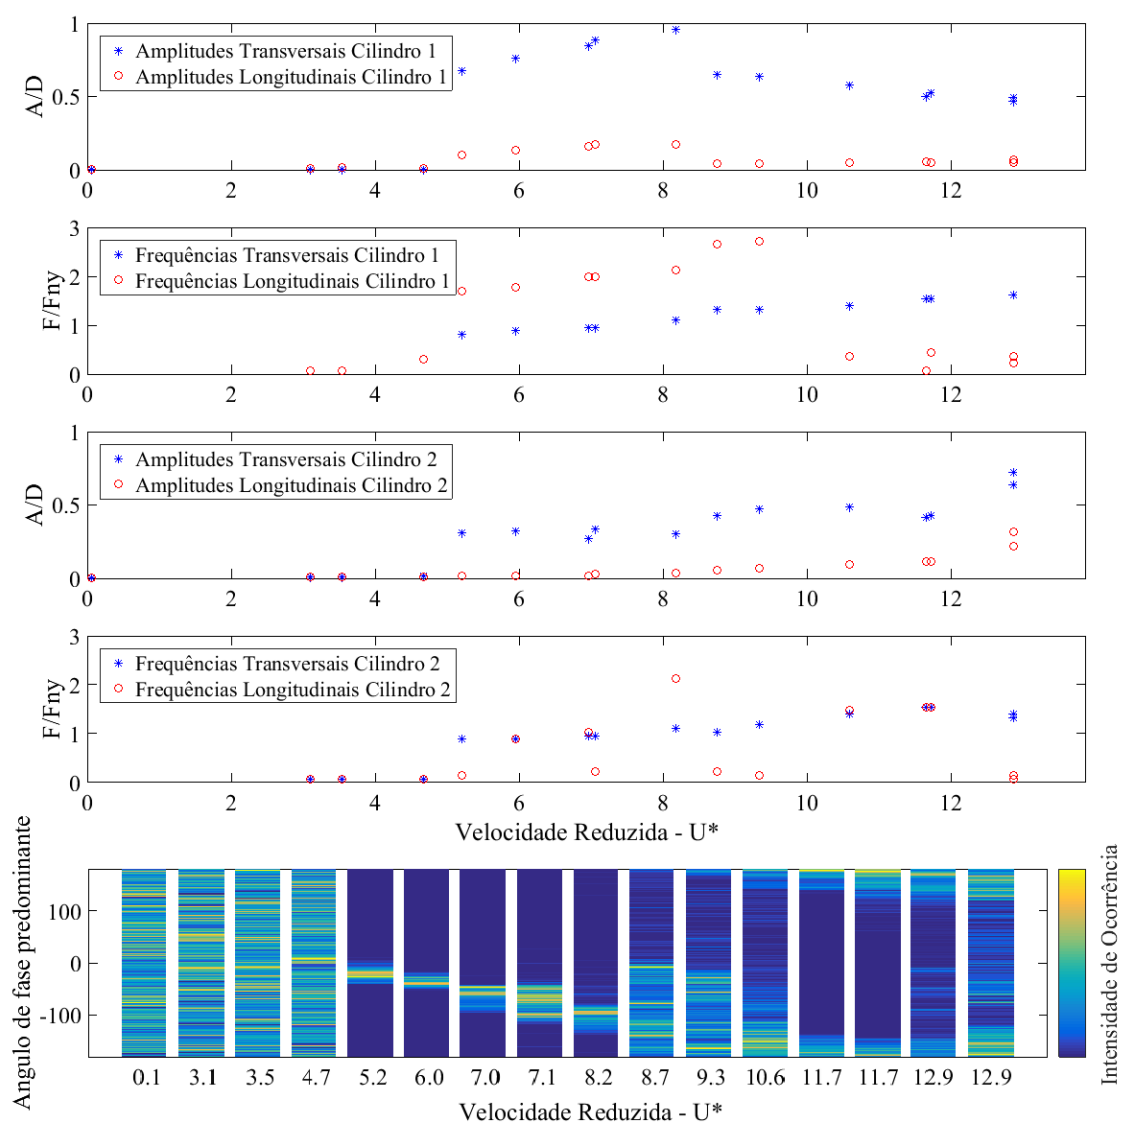 1
0.5
0
A/D
Amplitudes Transversais Cilindro 1
Amplitudes Longitudinais Cilindro 1
0 2 4 6 8 10 12
3
2
1
0
F/Fny
Frequências Transversais Cilindro 1
Frequências Longitudinais Cilindro 1
0 2 4 6 8 10 12
1
0.5
0
A/D
Amplitudes Transversais Cilindro 2
Amplitudes Longitudinais Cilindro 2
0 2 4 6 8 10 12
3
2
1
0
F/Fny
Frequências Transversais Cilindro 2
Frequências Longitudinais Cilindro 2
0 2 4 6 8 10 12
Velocidade Reduzida - U*
Angulo de fase predominante
100
0
-100
0.1 3.1 3.5 4.7 5.2 6.0 7.0 7.1 8.2 8.7 9.3 10.6 11.7 11.7 12.9 12.9
Velocidade Reduzida - U*
Intensidade de Ocorrência